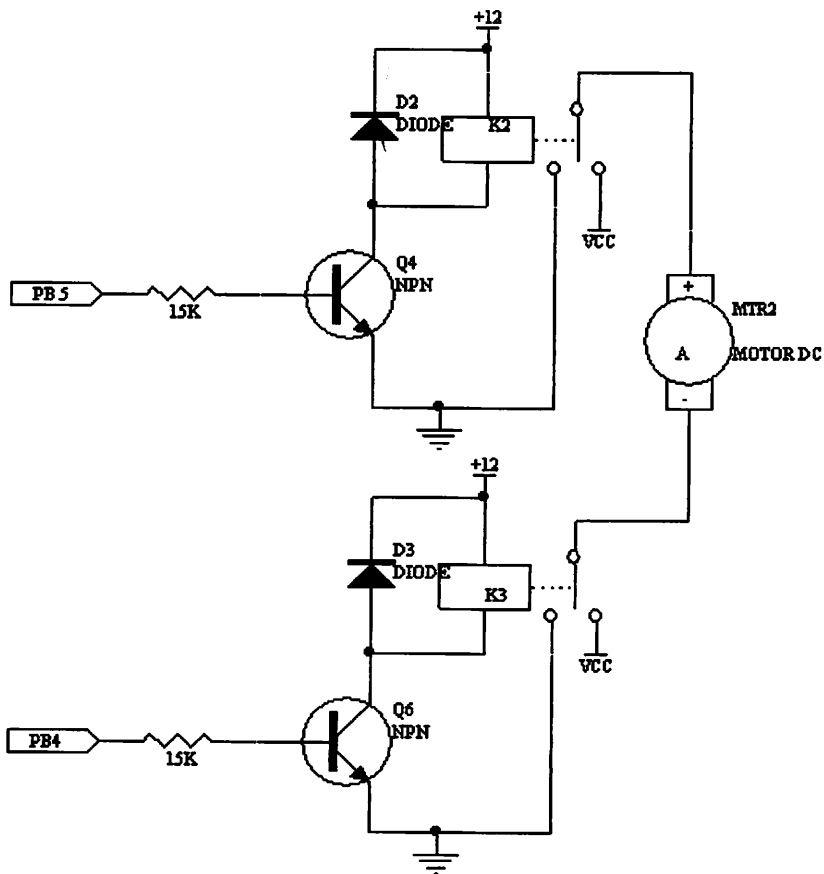 +12
D2
DIODE
K2
VCC
Q4
NPN
PB 5
15K
+
MTR2
A
MOTOR DC
-
+12
D3
DIODE
K3
VCC
Q6
NPN
PB4
15K